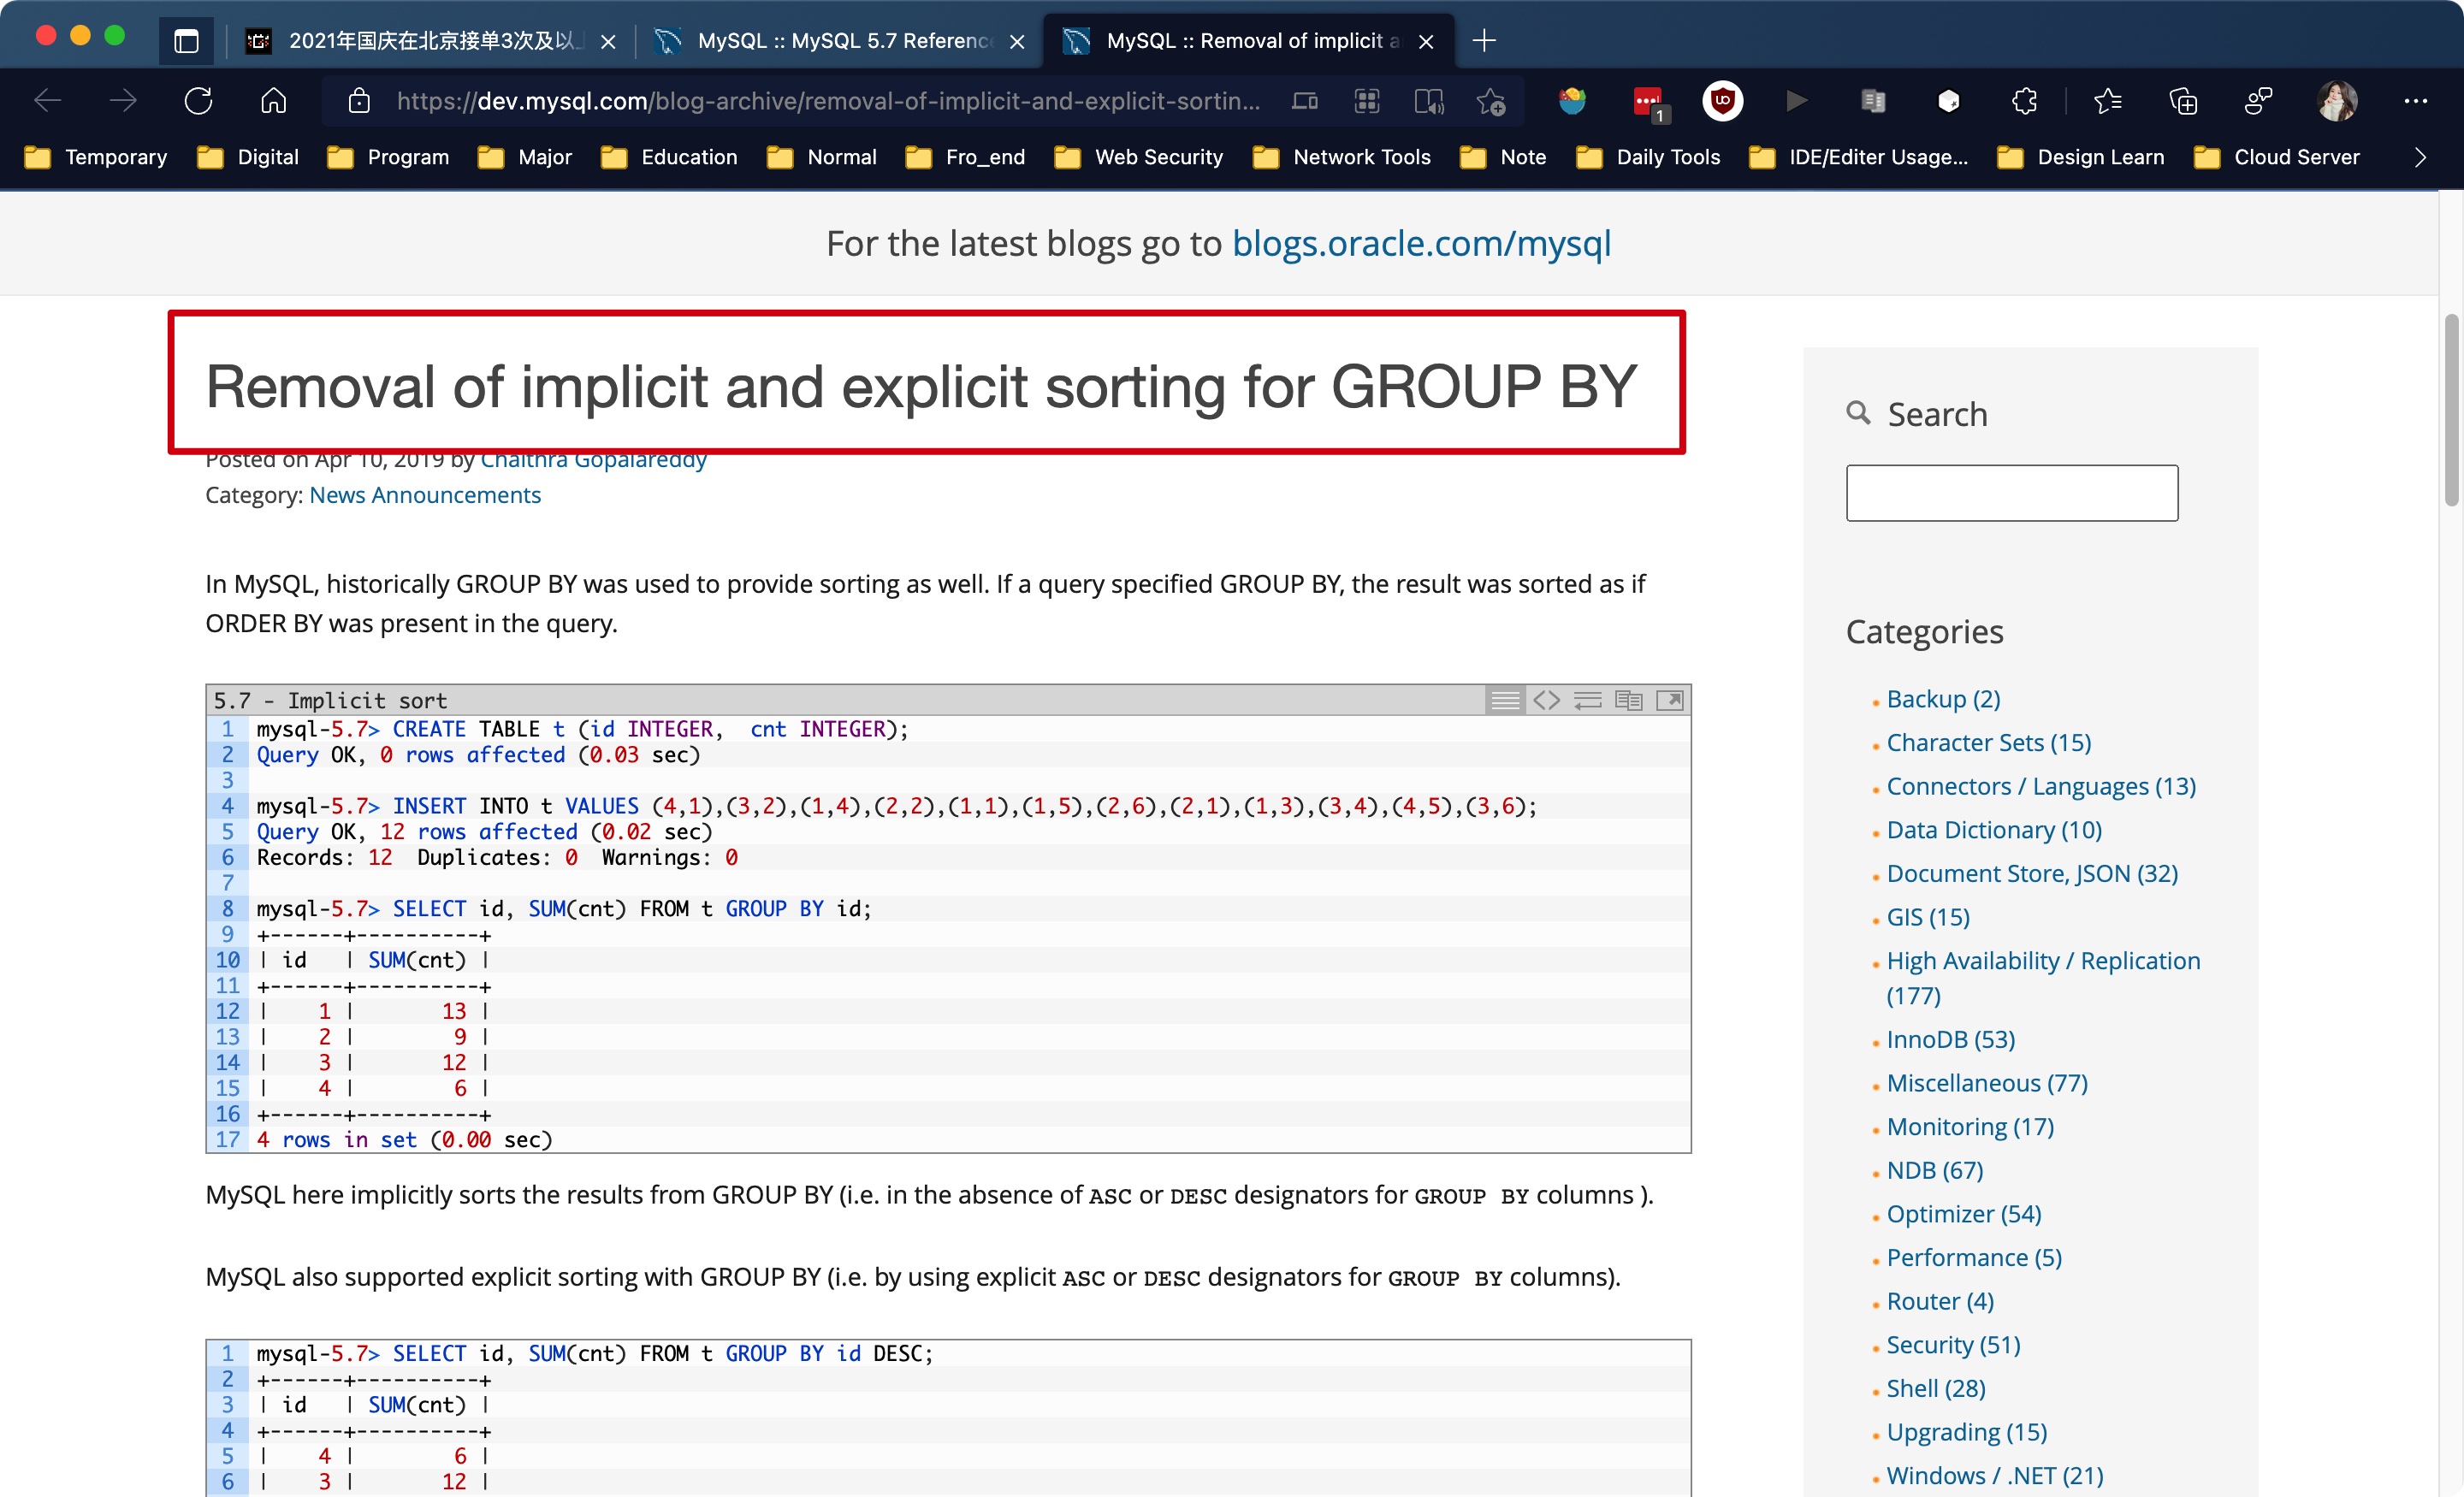 2021年国庆在北京接单3次及以
MySQL :: MySQL 5.7 Referenc
MySQL :: Removal of implicit a
https://dev.mysql.com/blog-archive/removal-of-implicit-and-explicit-sortin...
1
Temporary
Digital
Program
Major
Education
Normal
Fro_end
Web Security
Network Tools
Note
Daily Tools
IDE/Editer Usage...
Design Learn
Cloud Server
For the latest blogs go to blogs.oracle.com/mysql
Removal of implicit and explicit sorting for GROUP BY
Posted on Apr 10, 2019 by Chaithra Gopalareddy
Category: News Announcements
In MySQL, historically GROUP BY was used to provide sorting as well. If a query specified GROUP BY, the result was sorted as if
ORDER BY was present in the query.
5.7 - Implicit sort
1 mysql-5.7> CREATE TABLE t (id INTEGER,  cnt INTEGER);
2 Query OK, 0 rows affected (0.03 sec)
3
4 mysql-5.7> INSERT INTO t VALUES (4,1),(3,2),(1,4),(2,2),(1,1),(1,5),(2,6),(2,1),(1,3),(3,4),(4,5),(3,6);
5 Query OK, 12 rows affected (0.02 sec)
6 Records: 12  Duplicates: 0  Warnings: 0
7
8 mysql-5.7> SELECT id, SUM(cnt) FROM t GROUP BY id;
9 +------+----------+
10 | id   | SUM(cnt) |
11 +------+----------+
12 |    1 |       13 |
13 |    2 |        9 |
14 |    3 |       12 |
15 |    4 |        6 |
16 +------+----------+
17 4 rows in set (0.00 sec)
MySQL here implicitly sorts the results from GROUP BY (i.e. in the absence of ASC or DESC designators for GROUP BY columns ).
MySQL also supported explicit sorting with GROUP BY (i.e. by using explicit ASC or DESC designators for GROUP BY columns).
1 mysql-5.7> SELECT id, SUM(cnt) FROM t GROUP BY id DESC;
2 +------+----------+
3 | id   | SUM(cnt) |
4 +------+----------+
5 |    4 |        6 |
6 |    3 |       12 |
Search
Categories
Backup (2)
Character Sets (15)
Connectors / Languages (13)
Data Dictionary (10)
Document Store, JSON (32)
GIS (15)
High Availability / Replication
(177)
InnoDB (53)
Miscellaneous (77)
Monitoring (17)
NDB (67)
Optimizer (54)
Performance (5)
Router (4)
Security (51)
Shell (28)
Upgrading (15)
Windows / .NET (21)